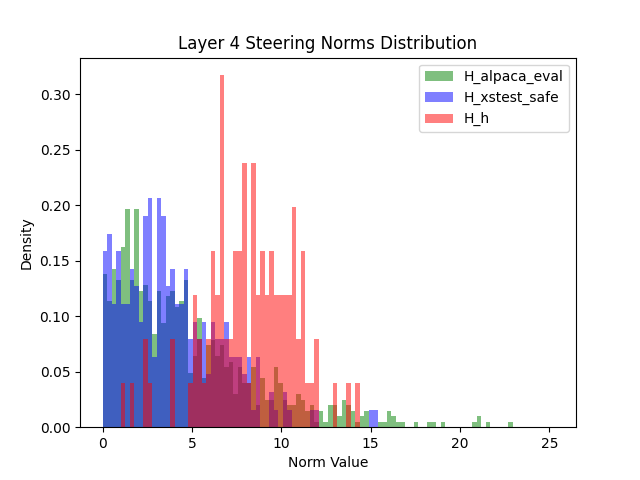 Layer 4 Steering Norms Distribution
H_alpaca_eval
H_xstest_safe
H_h
Density
0.30
0.25
0.20
0.15
0.10
0.05
0.00
0 5 10 15 20 25
Norm Value